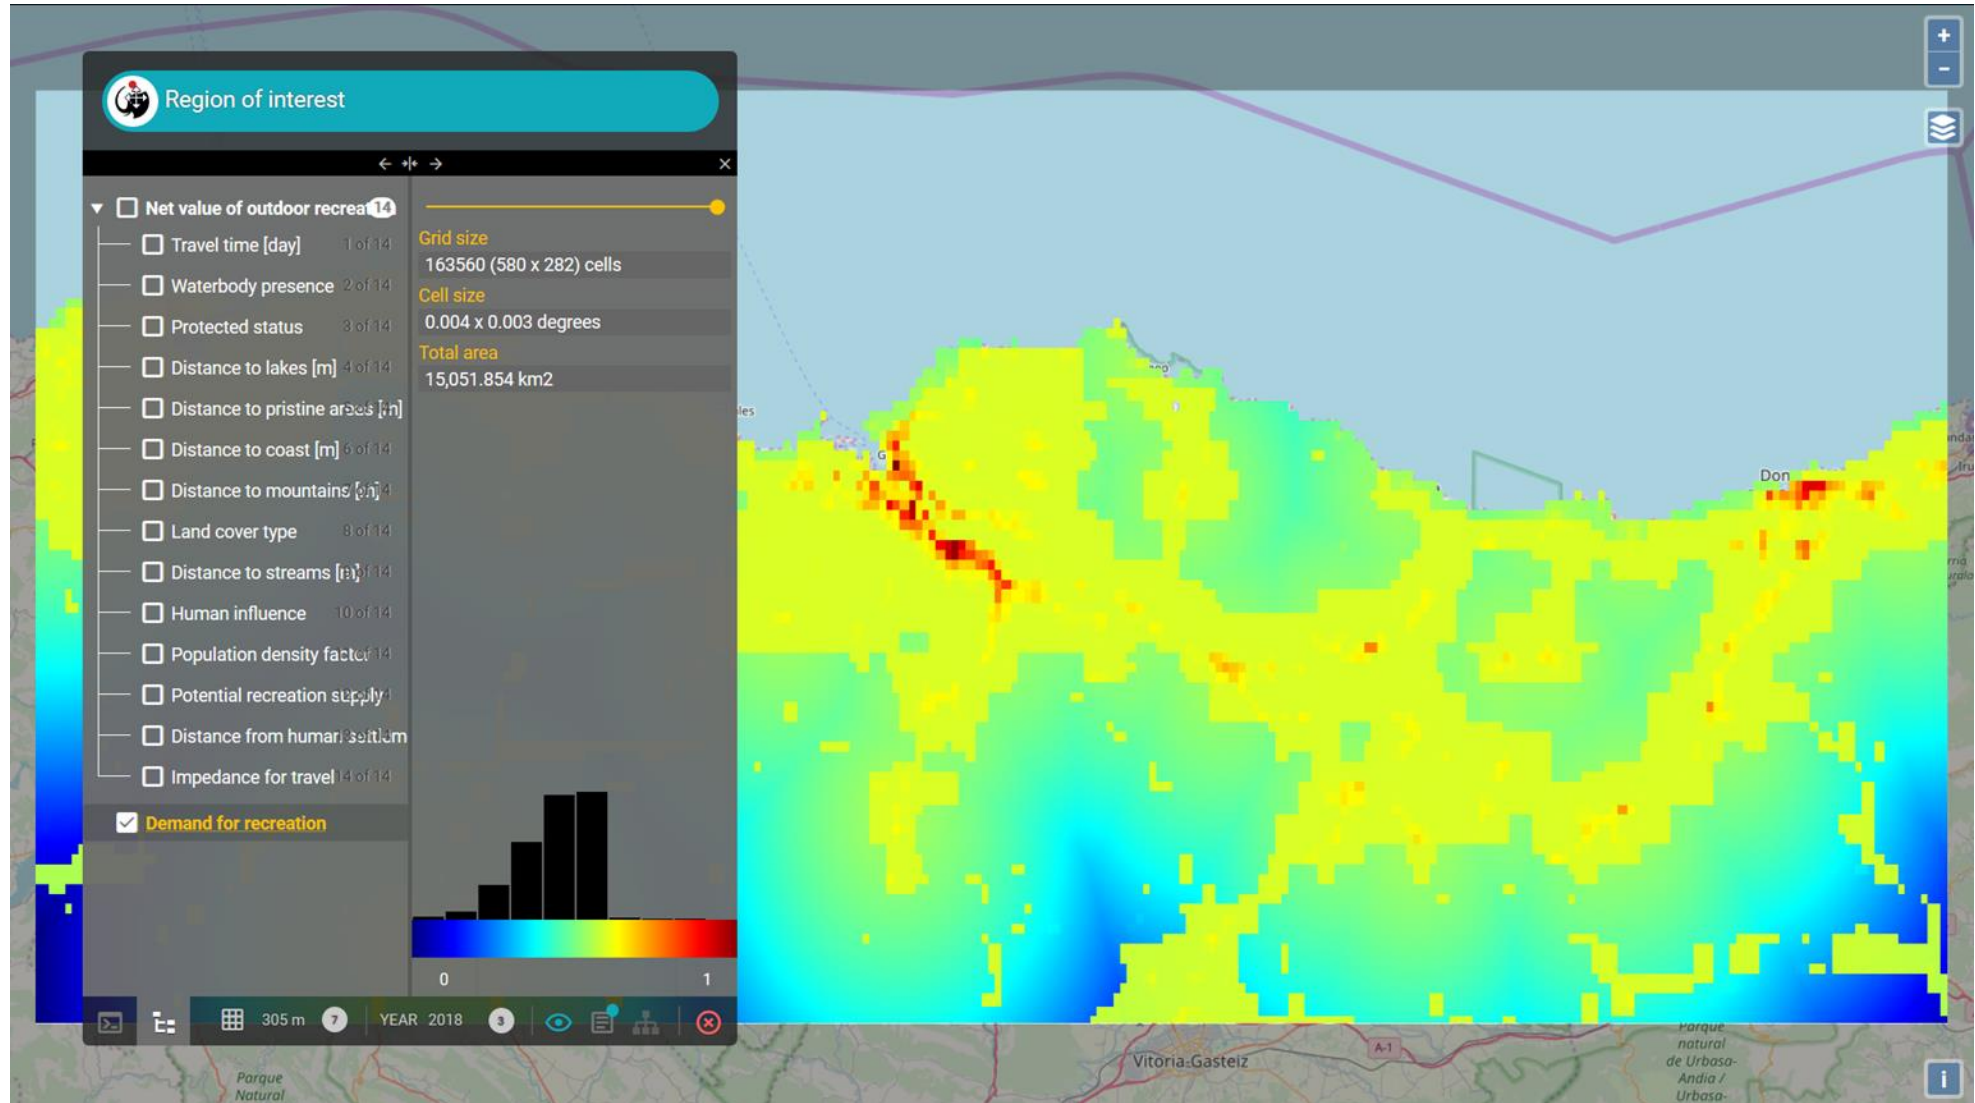 Region of interest
Net value of outdoor recreat 14
Travel time [day] 1 of 14
Waterbody presence 2 of 14
Protected status 3 of 14
Distance to lakes [m] 4 of 14
Distance to pristine areas [m]
Distance to coast [m] 6 of 14
Distance to mountains [m]
Land cover type 8 of 14
Distance to streams [m]
Human influence 10 of 14
Population density factor
Potential recreation supply
Distance from human settlem
Impedance for travel 14 of 14
Demand for recreation
Grid size
163560 (580 x 282) cells
Cell size
0.004 x 0.003 degrees
Total area
15,051.854 km2
0 1
305 m 7 YEAR 2018 3
+
−
i
G
Don
Vitoria-Gasteiz
A-1
Parque
Natural
Parque
natural
de Urbasa-
Andia /
Urbasa-